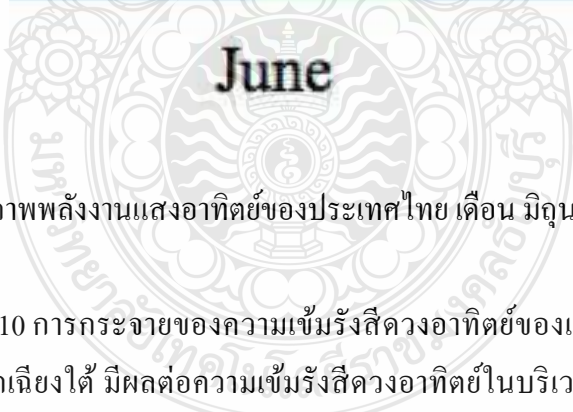 June
าพพลังงานแสงอาทิตย์ของประเทศไทย เดือน มิถุน
10 การกระจายของความเข้มรังสีดวงอาทิตย์ของเ
เฉียงใต้ มีผลต่อความเข้มรังสีดวงอาทิตย์ในบริเว